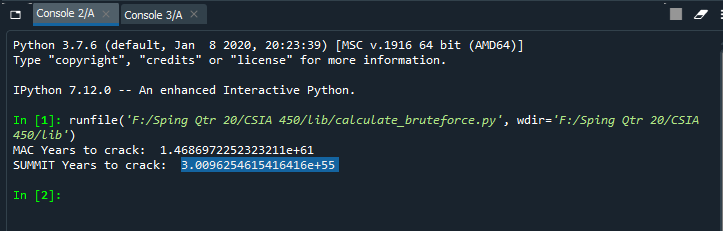 Console 2/A
Console 3/A
Python 3.7.6 (default, Jan  8 2020, 20:23:39) [MSC v.1916 64 bit (AMD64)]
Type "copyright", "credits" or "license" for more information.
IPython 7.12.0 -- An enhanced Interactive Python.
In [1]: runfile('F:/Sping Qtr 20/CSIA 450/lib/calculate_bruteforce.py', wdir='F:/Sping Qtr 20/CSIA
450/lib')
MAC Years to crack:  1.4686972252323211e+61
SUMMIT Years to crack:  3.0096254615416416e+55
In [2]: